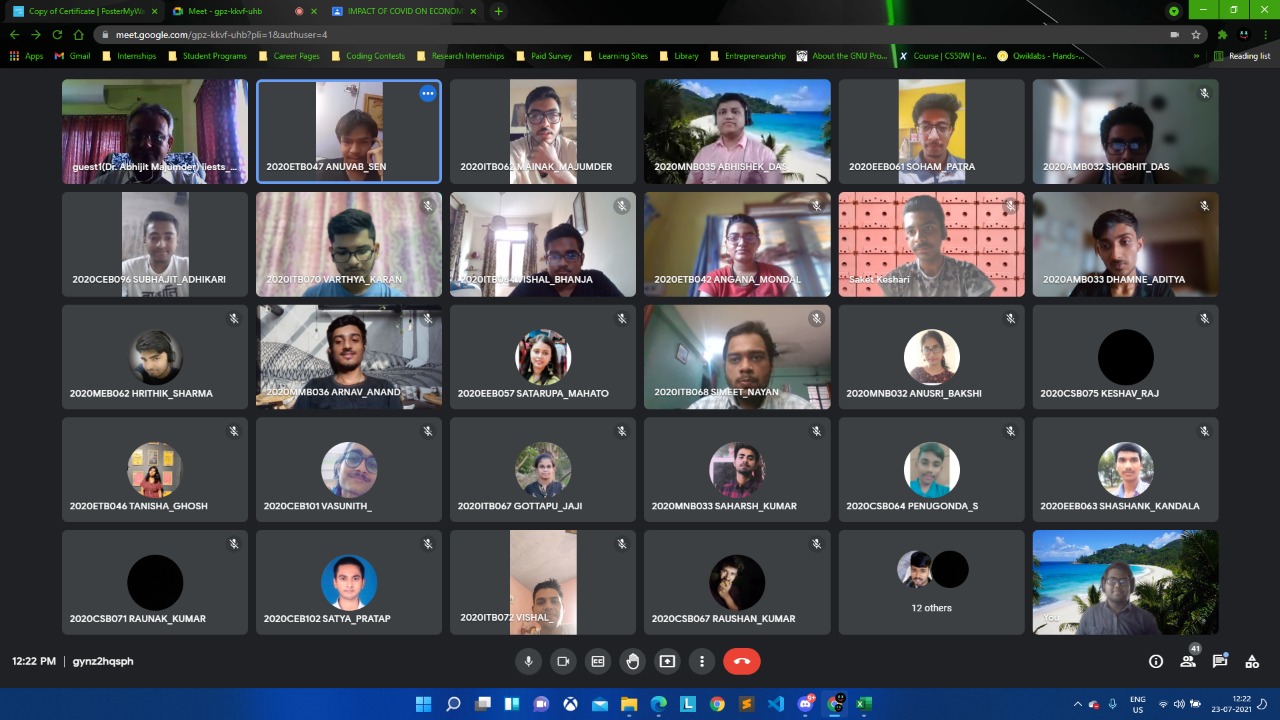 Copy of Certificate | PosterMyWa
Meet - gpz-kkvf-uhb
IMPACT OF COVID ON ECONOM
meet.google.com/gpz-kkvf-uhb?pli=1&authuser=4
Apps
Gmail
Internships
Student Programs
Career Pages
Coding Contests
Research Internships
Paid Survey
Learning Sites
Library
Entrepreneurship
About the GNU Pro...
Course | CS50W | e...
Qwiklabs - Hands-...
»
Reading list
guest1(Dr. Abhijit Majumder) iiests_...
2020ETB047 ANUVAB_SEN
2020ITB062 MAINAK_MAJUMDER
2020MNB035 ABHISHEK_DAS
2020EEB061 SOHAM_PATRA
2020AMB032 SHOBHIT_DAS
2020CEB096 SUBHAJIT_ADHIKARI
2020ITB070 VARTHYA_KARAN
VISHAL_BHANJA
2020ETB042 ANGANA_MONDAL
Saket Keshari
2020AMB033 DHAMNE_ADITYA
2020MEB062 HRITHIK_SHARMA
2020MMB036 ARNAV_ANAND
2020EEB057 SATARUPA_MAHATO
2020ITB068 SIMEET_NAYAN
2020MNB032 ANUSRI_BAKSHI
2020CSB075 KESHAV_RAJ
2020ETB046 TANISHA_GHOSH
2020CEB101 VASUNITH_
2020ITB067 GOTTAPU_JAJI
2020MNB033 SAHARSH_KUMAR
2020CSB064 PENUGONDA_S
2020EEB063 SHASHANK_KANDALA
2020CSB071 RAUNAK_KUMAR
2020CEB102 SATYA_PRATAP
2020ITB072 VISHAL_
2020CSB067 RAUSHAN_KUMAR
12 others
You
12:22 PM | gynz2hqsph
41
ENG
US
12:22
23-07-2021